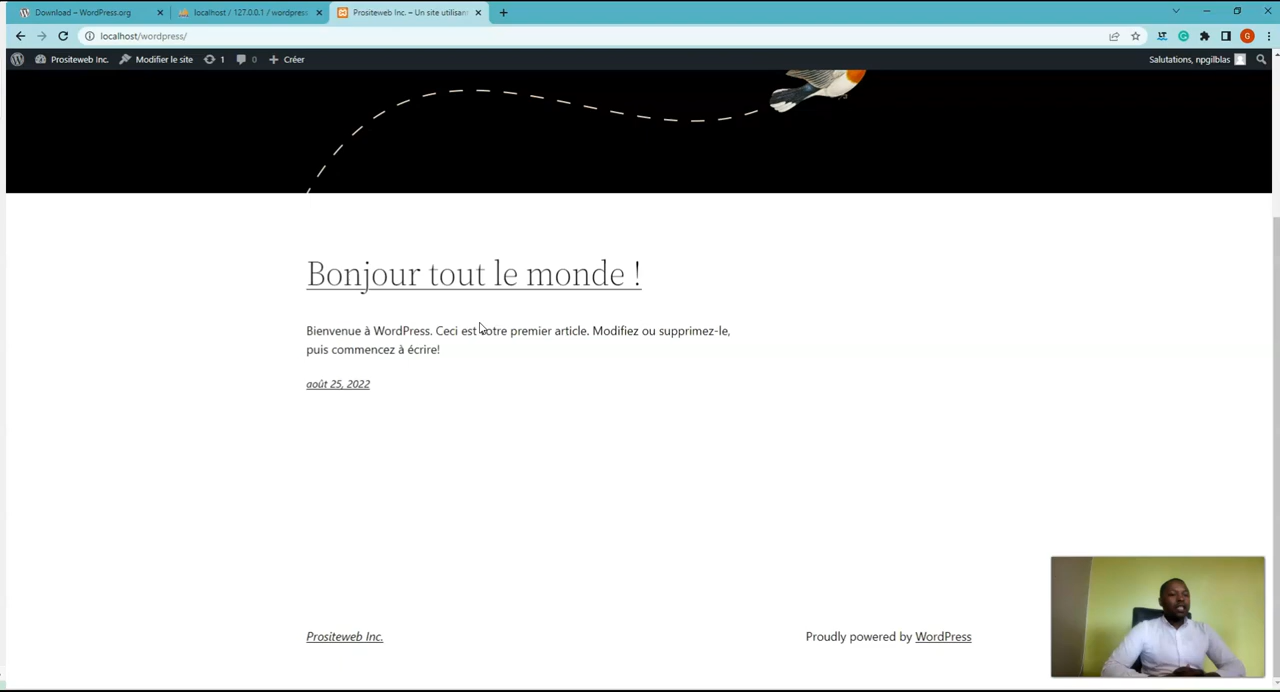 Download – WordPress.org
localhost / 127.0.0.1 / wordpress
Prositeweb Inc. – Un site utilisant
localhost/wordpress/
Prositeweb Inc.
Modifier le site
1
0
Créer
Salutations, npgilblas
Bonjour tout le monde !
Bienvenue à WordPress. Ceci est votre premier article. Modifiez ou supprimez-le,
puis commencez à écrire!
août 25, 2022
Prositeweb Inc.
Proudly powered by WordPress